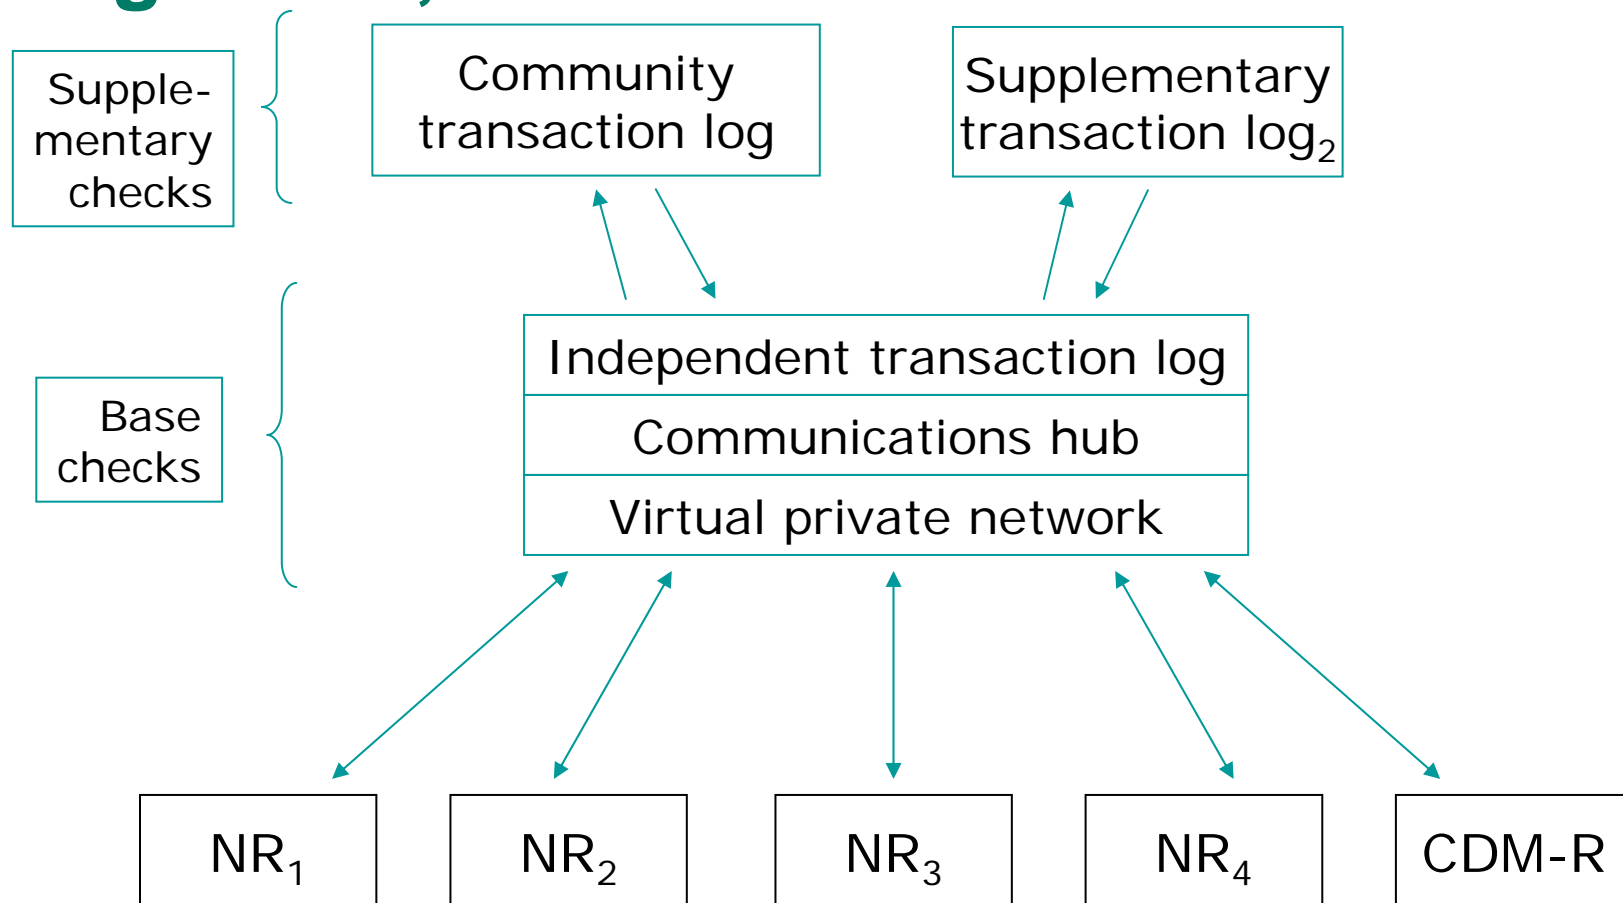 Supple-
mentary
checks
Community
transaction log
Supplementary
transaction log₂
Base
checks
Independent transaction log
Communications hub
Virtual private network
NR₁
NR₂
NR₃
NR₄
CDM-R